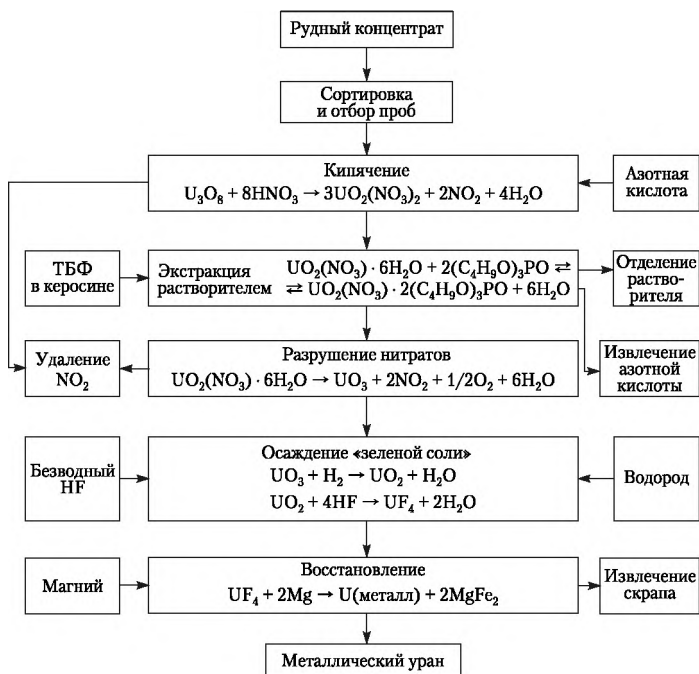 Рудный концентрат
Сортировка
и отбор проб
Кипячение
U₃O₈ + 8HNO₃ → 3UO₂(NO₃)₂ + 2NO₂ + 4H₂O
Азотная
кислота
ТБФ
в керосине
Экстракция
растворителем
UO₂(NO₃) · 6H₂O + 2(C₄H₉O)₃PO ⇄
⇄ UO₂(NO₃) · 2(C₄H₉O)₃PO + 6H₂O
Отделение
раство-
рителя
Удаление
NO₂
Разрушение нитратов
UO₂(NO₃) · 6H₂O → UO₃ + 2NO₂ + 1/2O₂ + 6H₂O
Извлечение
азотной
кислоты
Безводный
HF
Осаждение «зеленой соли»
UO₃ + H₂ → UO₂ + H₂O
UO₂ + 4HF → UF₄ + 2H₂O
Водород
Магний
Восстановление
UF₄ + 2Mg → U(металл) + 2MgFe₂
Извлечение
скрапа
Металлический уран